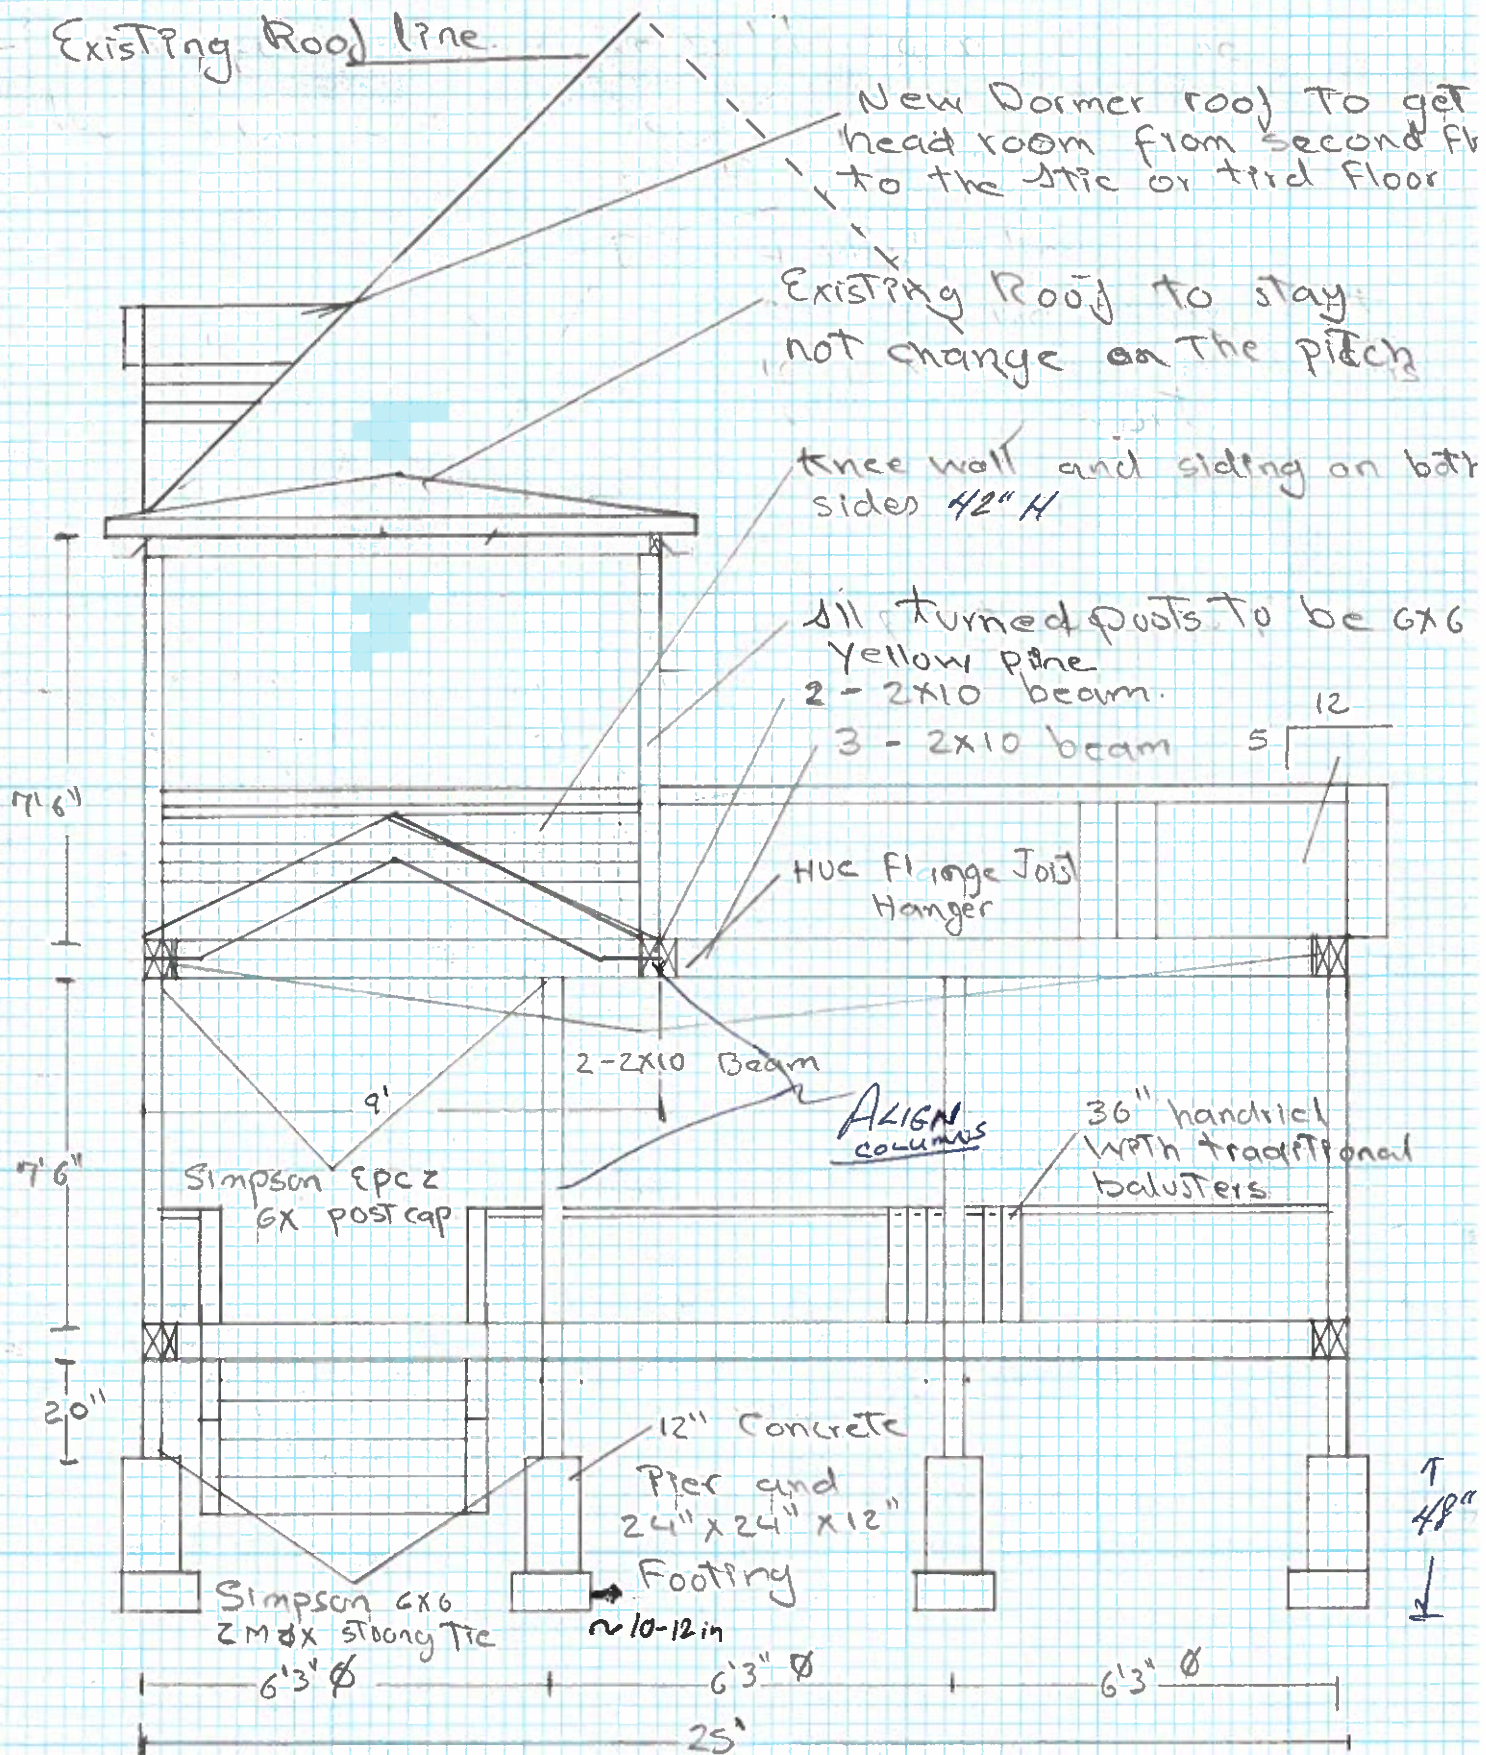 Existing Roof line
New Dormer roof To get
head room from second Fl
to the Atic or tird Floor
Existing Roof to stay
not change on The pitch
Knee wall and siding on both
sides 42" H
All turned posts To be 6x6
Yellow pine
2 - 2x10 beam.
3 - 2x10 beam
12
5
7'6"
HUC Flange Joist
Hanger
2-2x10 Beam
9'
ALIGN
COLUMNS
36" handriel
With traditional
balusters
7'6"
Simpson EPCZ
6X post cap
20"
12" Concrete
Pier and
24" x 24" x 12"
Footing
48"
Simpson 6x6
ZMAX strong Tie
~10-12 in
6'3" Ø
6'3" Ø
6'3" Ø
25'